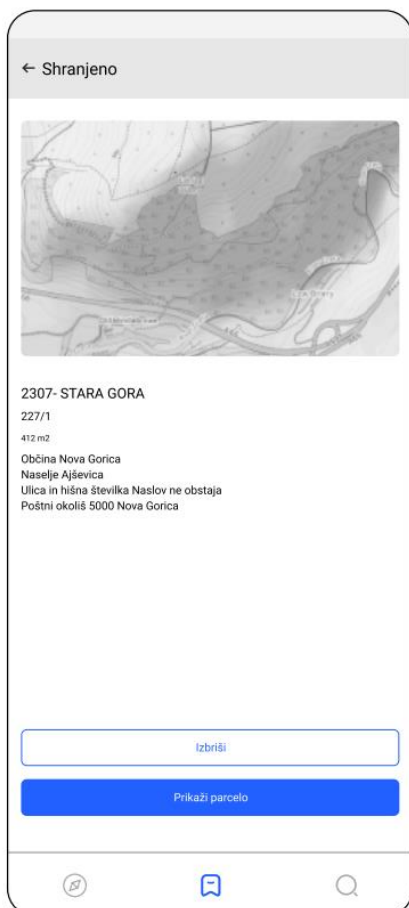 ← Shranjeno
2307- STARA GORA
227/1
412 m2
Občina Nova Gorica
Naselje Ajševica
Ulica in hišna številka Naslov ne obstaja
Poštni okoliš 5000 Nova Gorica
Izbriši
Prikaži parcelo